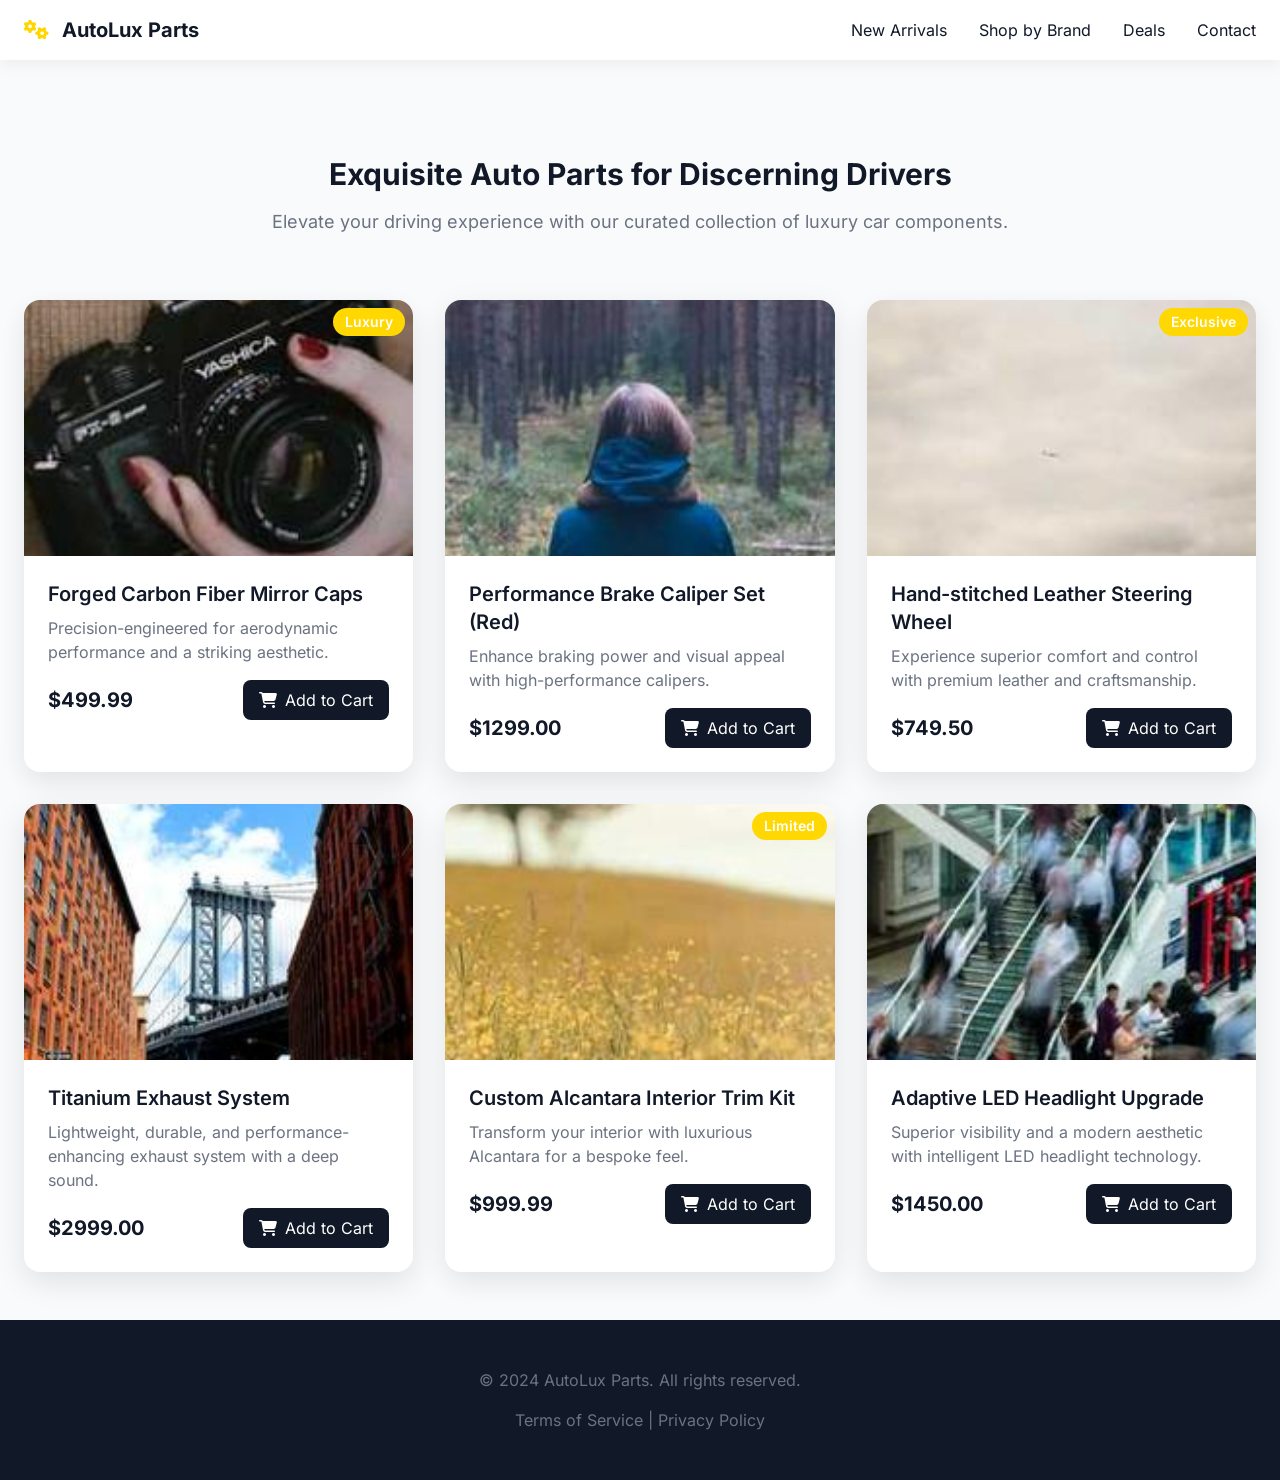 AutoLux Parts
New Arrivals
Shop by Brand
Deals
Contact
Exquisite Auto Parts for Discerning Drivers
Elevate your driving experience with our curated collection of luxury car components.
YASHICA
FX-3
Luxury
Forged Carbon Fiber Mirror Caps
Precision-engineered for aerodynamic
performance and a striking aesthetic.
$499.99
Add to Cart
Performance Brake Caliper Set
(Red)
Enhance braking power and visual appeal
with high-performance calipers.
$1299.00
Add to Cart
Exclusive
Hand-stitched Leather Steering
Wheel
Experience superior comfort and control
with premium leather and craftsmanship.
$749.50
Add to Cart
Titanium Exhaust System
Lightweight, durable, and performance-
enhancing exhaust system with a deep
sound.
$2999.00
Add to Cart
Limited
Custom Alcantara Interior Trim Kit
Transform your interior with luxurious
Alcantara for a bespoke feel.
$999.99
Add to Cart
Adaptive LED Headlight Upgrade
Superior visibility and a modern aesthetic
with intelligent LED headlight technology.
$1450.00
Add to Cart
© 2024 AutoLux Parts. All rights reserved.
Terms of Service | Privacy Policy